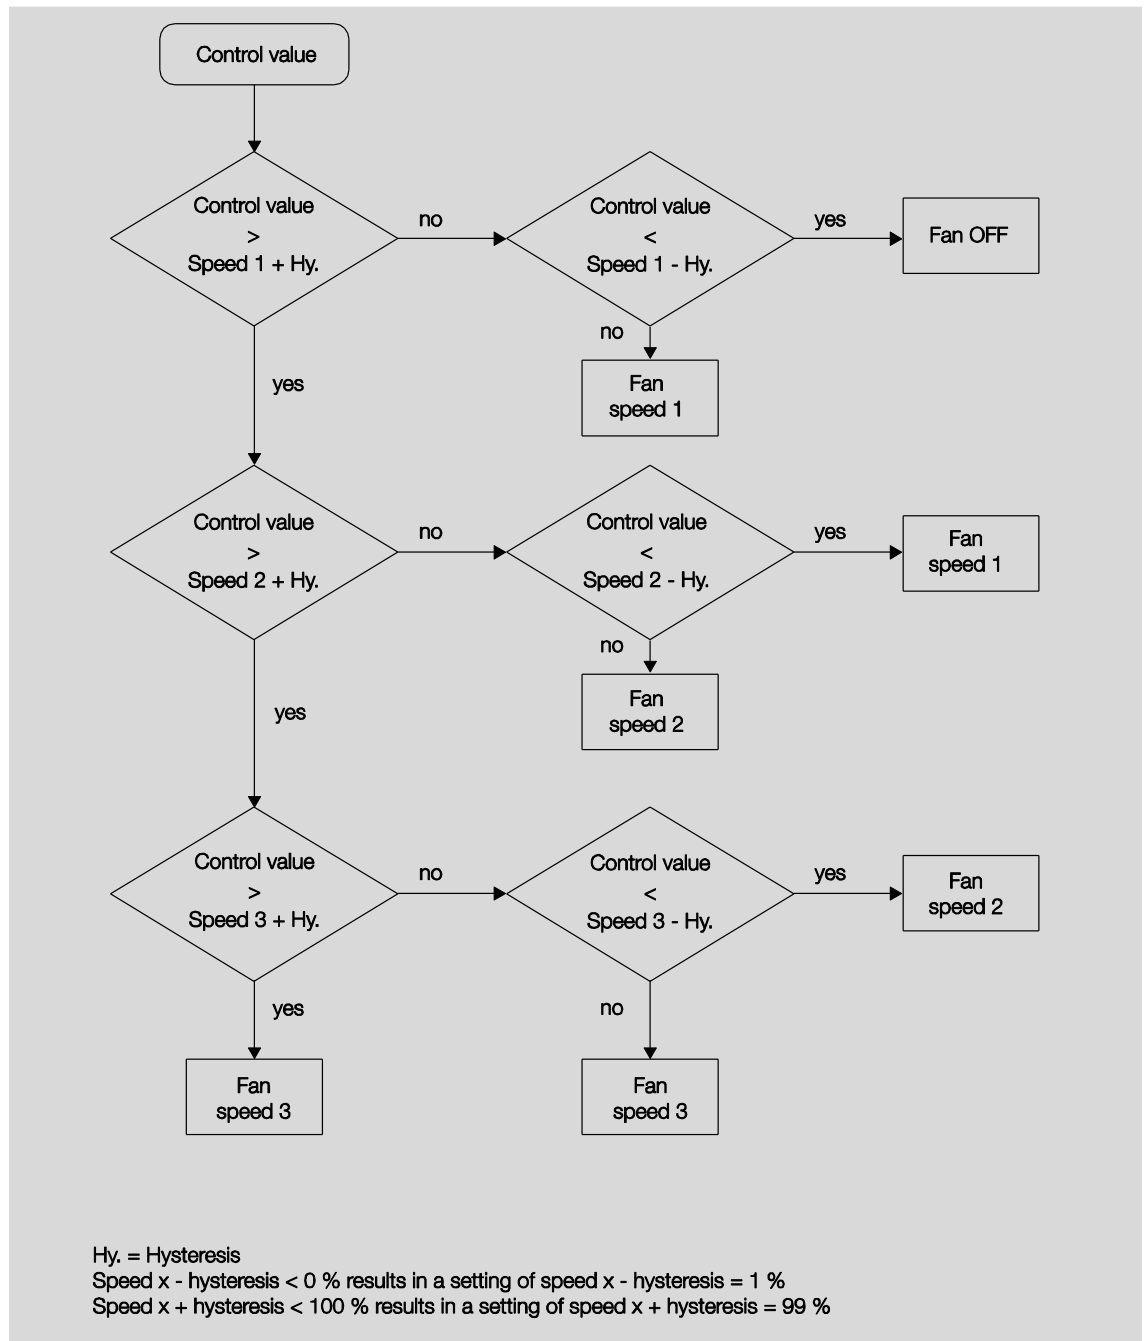 Control value
Control value
>
Speed 1 + Hy.
no
Control value
<
Speed 1 - Hy.
yes
Fan OFF
no
Fan
speed 1
yes
Control value
>
Speed 2 + Hy.
no
Control value
<
Speed 2 - Hy.
yes
Fan
speed 1
no
Fan
speed 2
yes
Control value
>
Speed 3 + Hy.
no
Control value
<
Speed 3 - Hy.
yes
Fan
speed 2
yes
no
Fan
speed 3
Fan
speed 3
Hy. = Hysteresis
Speed x - hysteresis < 0 % results in a setting of speed x - hysteresis = 1 %
Speed x + hysteresis < 100 % results in a setting of speed x + hysteresis = 99 %